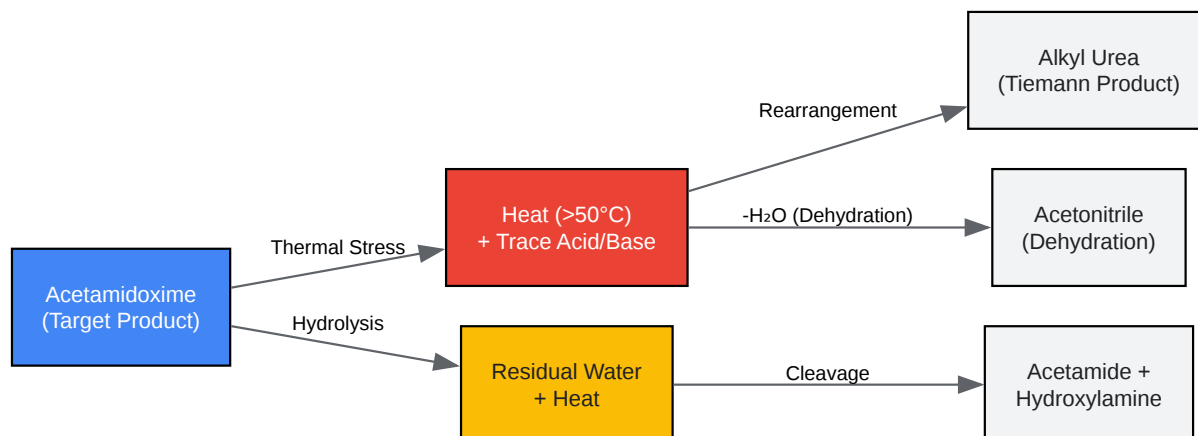 Alkyl Urea
(Tiemann Product)
Rearrangement
Heat (>50°C)
+ Trace Acid/Base
-H₂O (Dehydration)
Acetonitrile
(Dehydration)
Thermal Stress
Acetamidoxime
(Target Product)
Hydrolysis
Residual Water
+ Heat
Cleavage
Acetamide +
Hydroxylamine